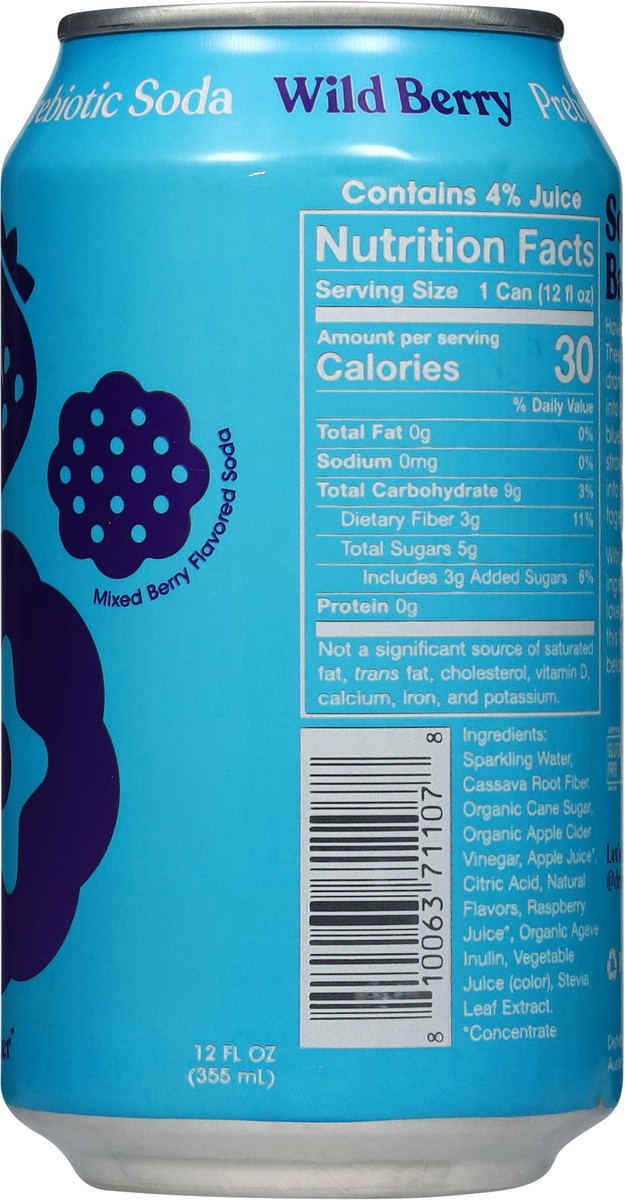 Prebiotic Soda Wild Berry
Mixed Berry Flavored Soda
Contains 4% Juice
Nutrition Facts
Serving Size 1 Can (12 fl oz)
Amount per serving
Calories 30
% Daily Value
Total Fat 0g 0%
Sodium 0mg 0%
Total Carbohydrate 9g 3%
Dietary Fiber 3g 11%
Total Sugars 5g
Includes 3g Added Sugars 6%
Protein 0g
Not a significant source of saturated
fat, trans fat, cholesterol, vitamin D,
calcium, iron, and potassium.
8 10063 71107 8
Ingredients:
Sparkling Water,
Cassava Root Fiber,
Organic Cane Sugar,
Organic Apple Cider
Vinegar, Apple Juice*,
Citric Acid, Natural
Flavors, Raspberry
Juice*, Organic Agave
Inulin, Vegetable
Juice (color), Stevia
Leaf Extract.
*Concentrate
12 FL OZ
(355 mL)